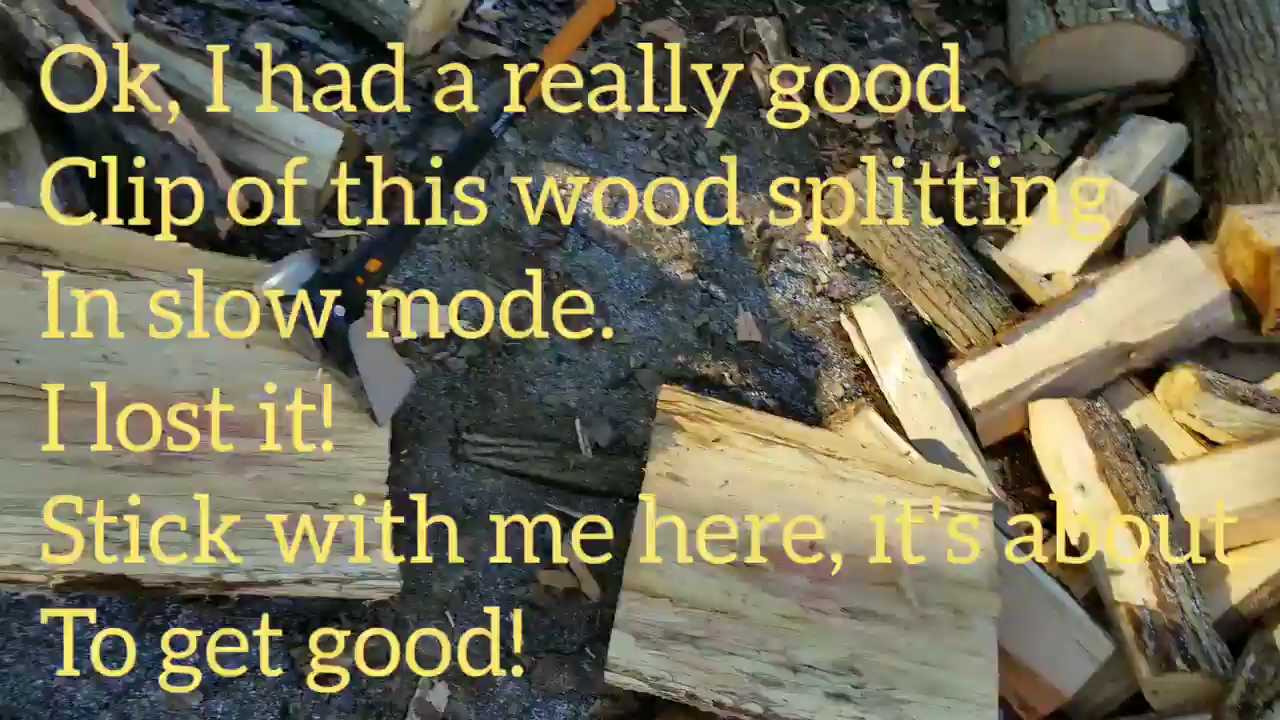 Ok, I had a really good
Clip of this wood splitting
In slow mode.
I lost it!
Stick with me here, it's about
To get good!